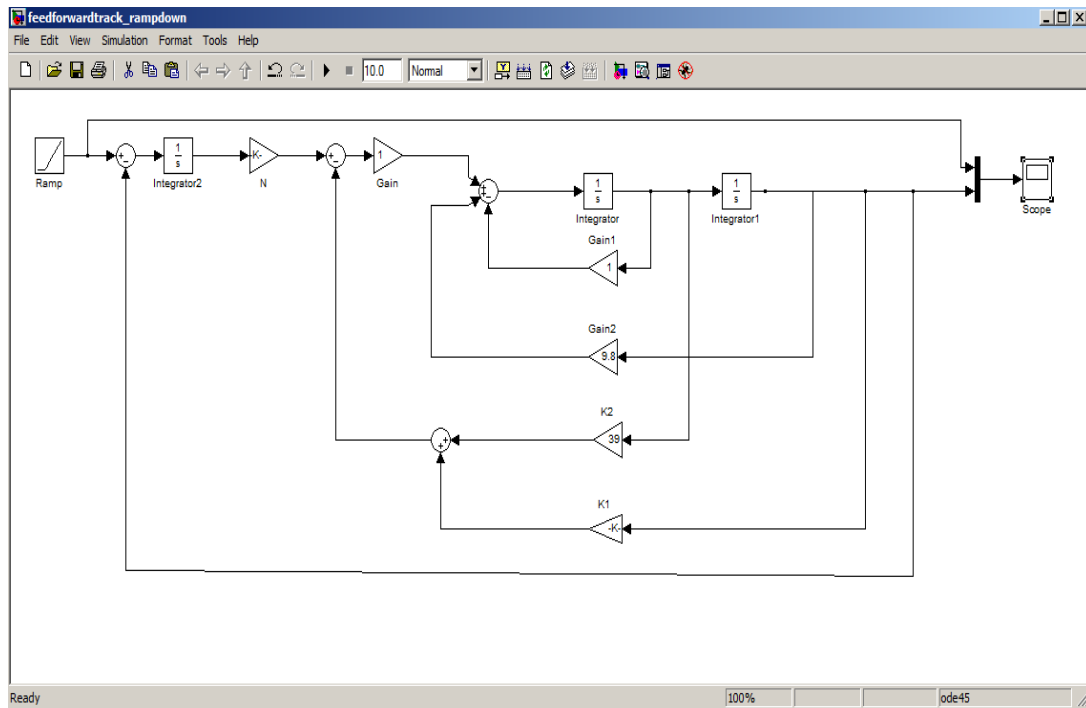 feedforwardtrack_rampdown
File Edit View Simulation Format Tools Help
10.0 Normal
Ramp
+
−
1
s
Integrator2
-K-
N
+
−
1
Gain
+
+
−
1
s
Integrator
1
s
Integrator1
Scope
Gain1
1
Gain2
9.8
K2
39
+
+
K1
-K-
Ready 100% ode45